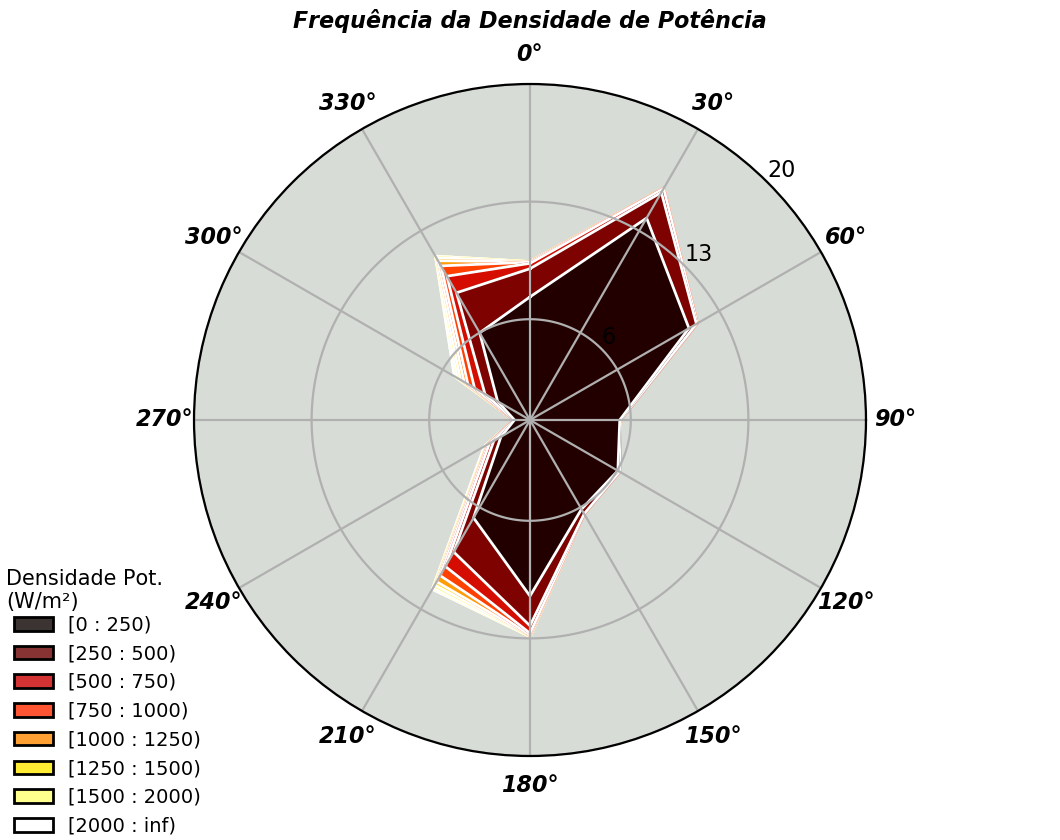 Frequência da Densidade de Potência
0°
330°
30°
20
300°
60°
13
6
270°
90°
240°
120°
210°
150°
180°
Densidade Pot.
(W/m²)
[0 : 250)
[250 : 500)
[500 : 750)
[750 : 1000)
[1000 : 1250)
[1250 : 1500)
[1500 : 2000)
[2000 : inf)